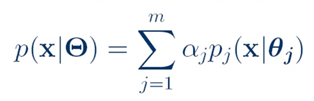 p(𝐱|𝚯) = ∑_{j=1}^{m} α_j p_j(𝐱|𝜽_𝒋)